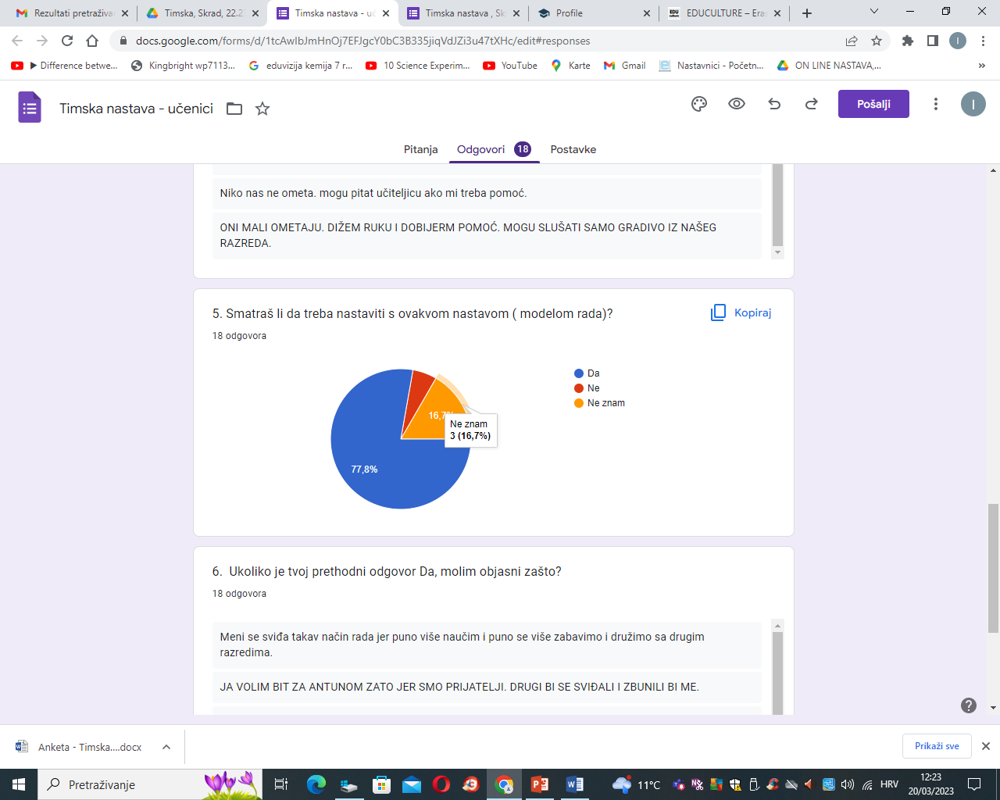 Rezultati pretraživa
Timska, Skrad, 22.2
Timska nastava - uč
Timska nastava , Sk
Profile
EDUCULTURE – Era
docs.google.com/forms/d/1tcAwIbJmHnOj7EFJgcY0bC3B335jiqVdJZi3u47tXHc/edit#responses
Difference betwe...
Kingbright wp7113...
eduvizija kemija 7 r...
10 Science Experim...
YouTube
Karte
Gmail
Nastavnici - Početn...
ON LINE NASTAVA,...
»
Timska nastava - učenici
Pošalji
I
Pitanja
Odgovori 18
Postavke
Niko nas ne ometa. mogu pitat učiteljicu ako mi treba pomoć.
ONI MALI OMETAJU. DIŽEM RUKU I DOBIJERM POMOĆ. MOGU SLUŠATI SAMO GRADIVO IZ NAŠEG
RAZREDA.
5. Smatraš li da treba nastaviti s ovakvom nastavom ( modelom rada)?
Kopiraj
18 odgovora
Da
Ne
Ne znam
16,7%
Ne znam
3 (16,7%)
77,8%
6.  Ukoliko je tvoj prethodni odgovor Da, molim objasni zašto?
18 odgovora
Meni se sviđa takav način rada jer puno više naučim i puno se više zabavimo i družimo sa drugim
razredima.
JA VOLIM BIT ZA ANTUNOM ZATO JER SMO PRIJATELJI. DRUGI BI SE SVIĐALI I ZBUNILI BI ME.
Anketa - Timska....docx
Prikaži sve
Pretraživanje
11°C
HRV
12:23
20/03/2023